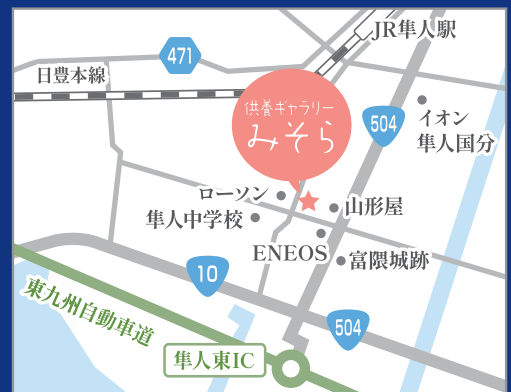 JR隼人駅
471
日豊本線
供養ギャラリー
みそら
504
イオン
隼人国分
ローソン
山形屋
隼人中学校
ENEOS
富隈城跡
10
東九州自動車道
504
隼人東IC